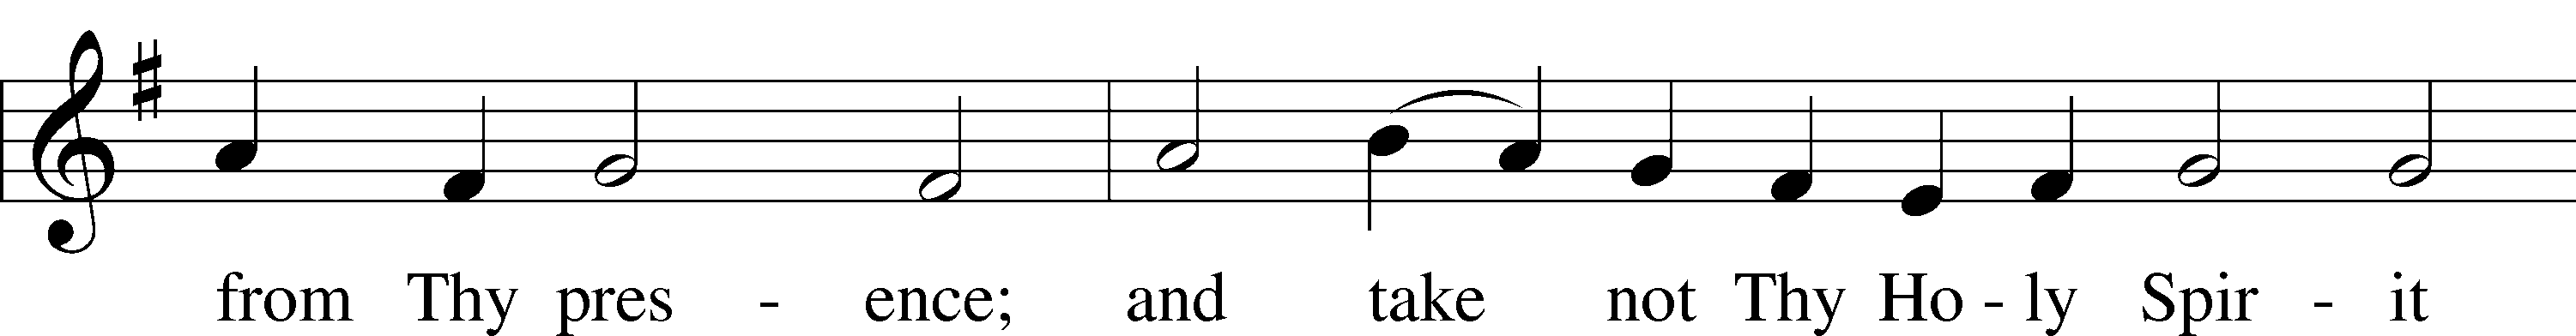 from Thy pres - ence; and take not Thy Ho - ly Spir - it